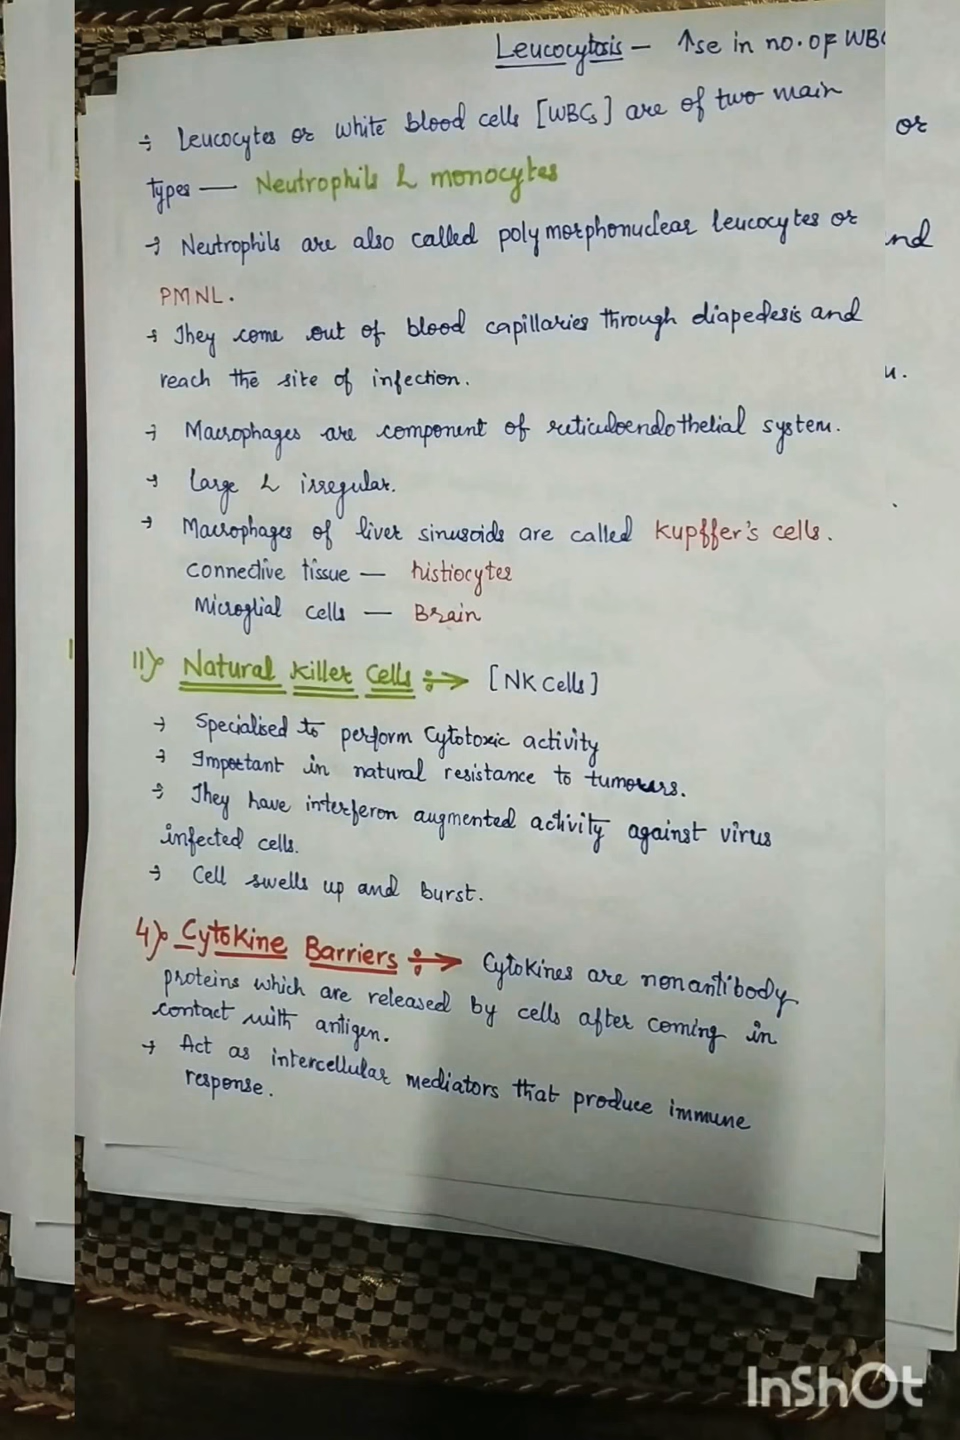 Leucocytosis — ↑se in no. of WBC
→ Leucocytes or white blood cells [WBCs] are of two main
types — Neutrophils & monocytes
→ Neutrophils are also called polymorphonuclear leucocytes or
PMNL.
→ They come out of blood capillaries through diapedesis and
reach the site of infection.
→ Macrophages are component of reticuloendothelial system.
→ Large & irregular.
→ Macrophages of liver sinusoids are called Kupffer's cells.
Connective tissue — histiocytes
Microglial cells — Brain
11) Natural Killer Cells :→ [NK Cells]
→ Specialised to perform Cytotoxic activity
→ Important in natural resistance to tumours.
→ They have interferon augmented activity against virus
infected cells.
→ Cell swells up and burst.
4) Cytokine Barriers :→ Cytokines are nonantibody
proteins which are released by cells after coming in
contact with antigen.
→ Act as intercellular mediators that produce immune
response.
or
nd
InShOt